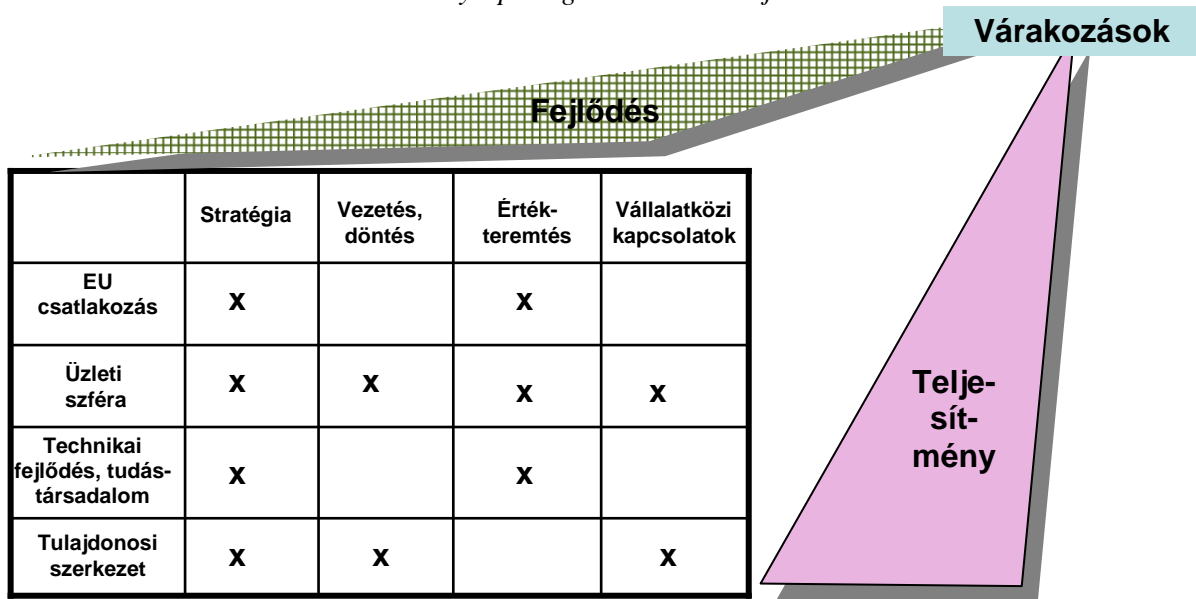 Várakozások
Fejlődés
Stratégia
Vezetés,
döntés
Érték-
teremtés
Vállalatközi
kapcsolatok
EU
csatlakozás
x x
Üzleti
szféra
x x x x
Technikai
fejlődés, tudás-
társadalom
x x
Tulajdonosi
szerkezet
x x x
Telje-
sít-
mény